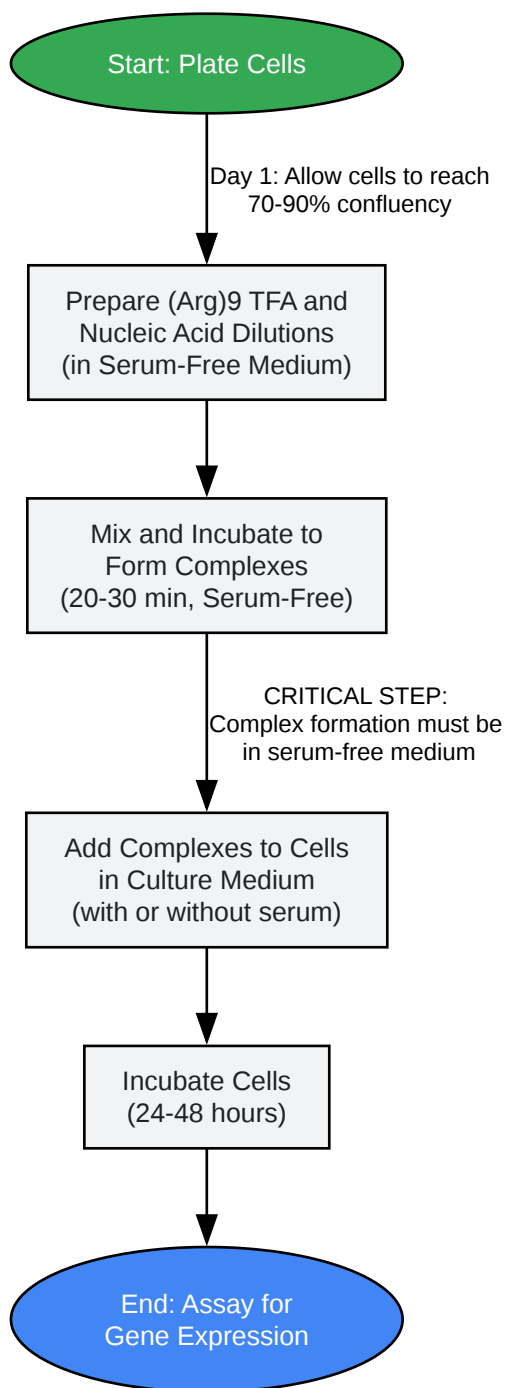 Start: Plate Cells
Day 1: Allow cells to reach
70-90% confluency
Prepare (Arg)9 TFA and
Nucleic Acid Dilutions
(in Serum-Free Medium)
Mix and Incubate to
Form Complexes
(20-30 min, Serum-Free)
CRITICAL STEP:
Complex formation must be
in serum-free medium
Add Complexes to Cells
in Culture Medium
(with or without serum)
Incubate Cells
(24-48 hours)
End: Assay for
Gene Expression